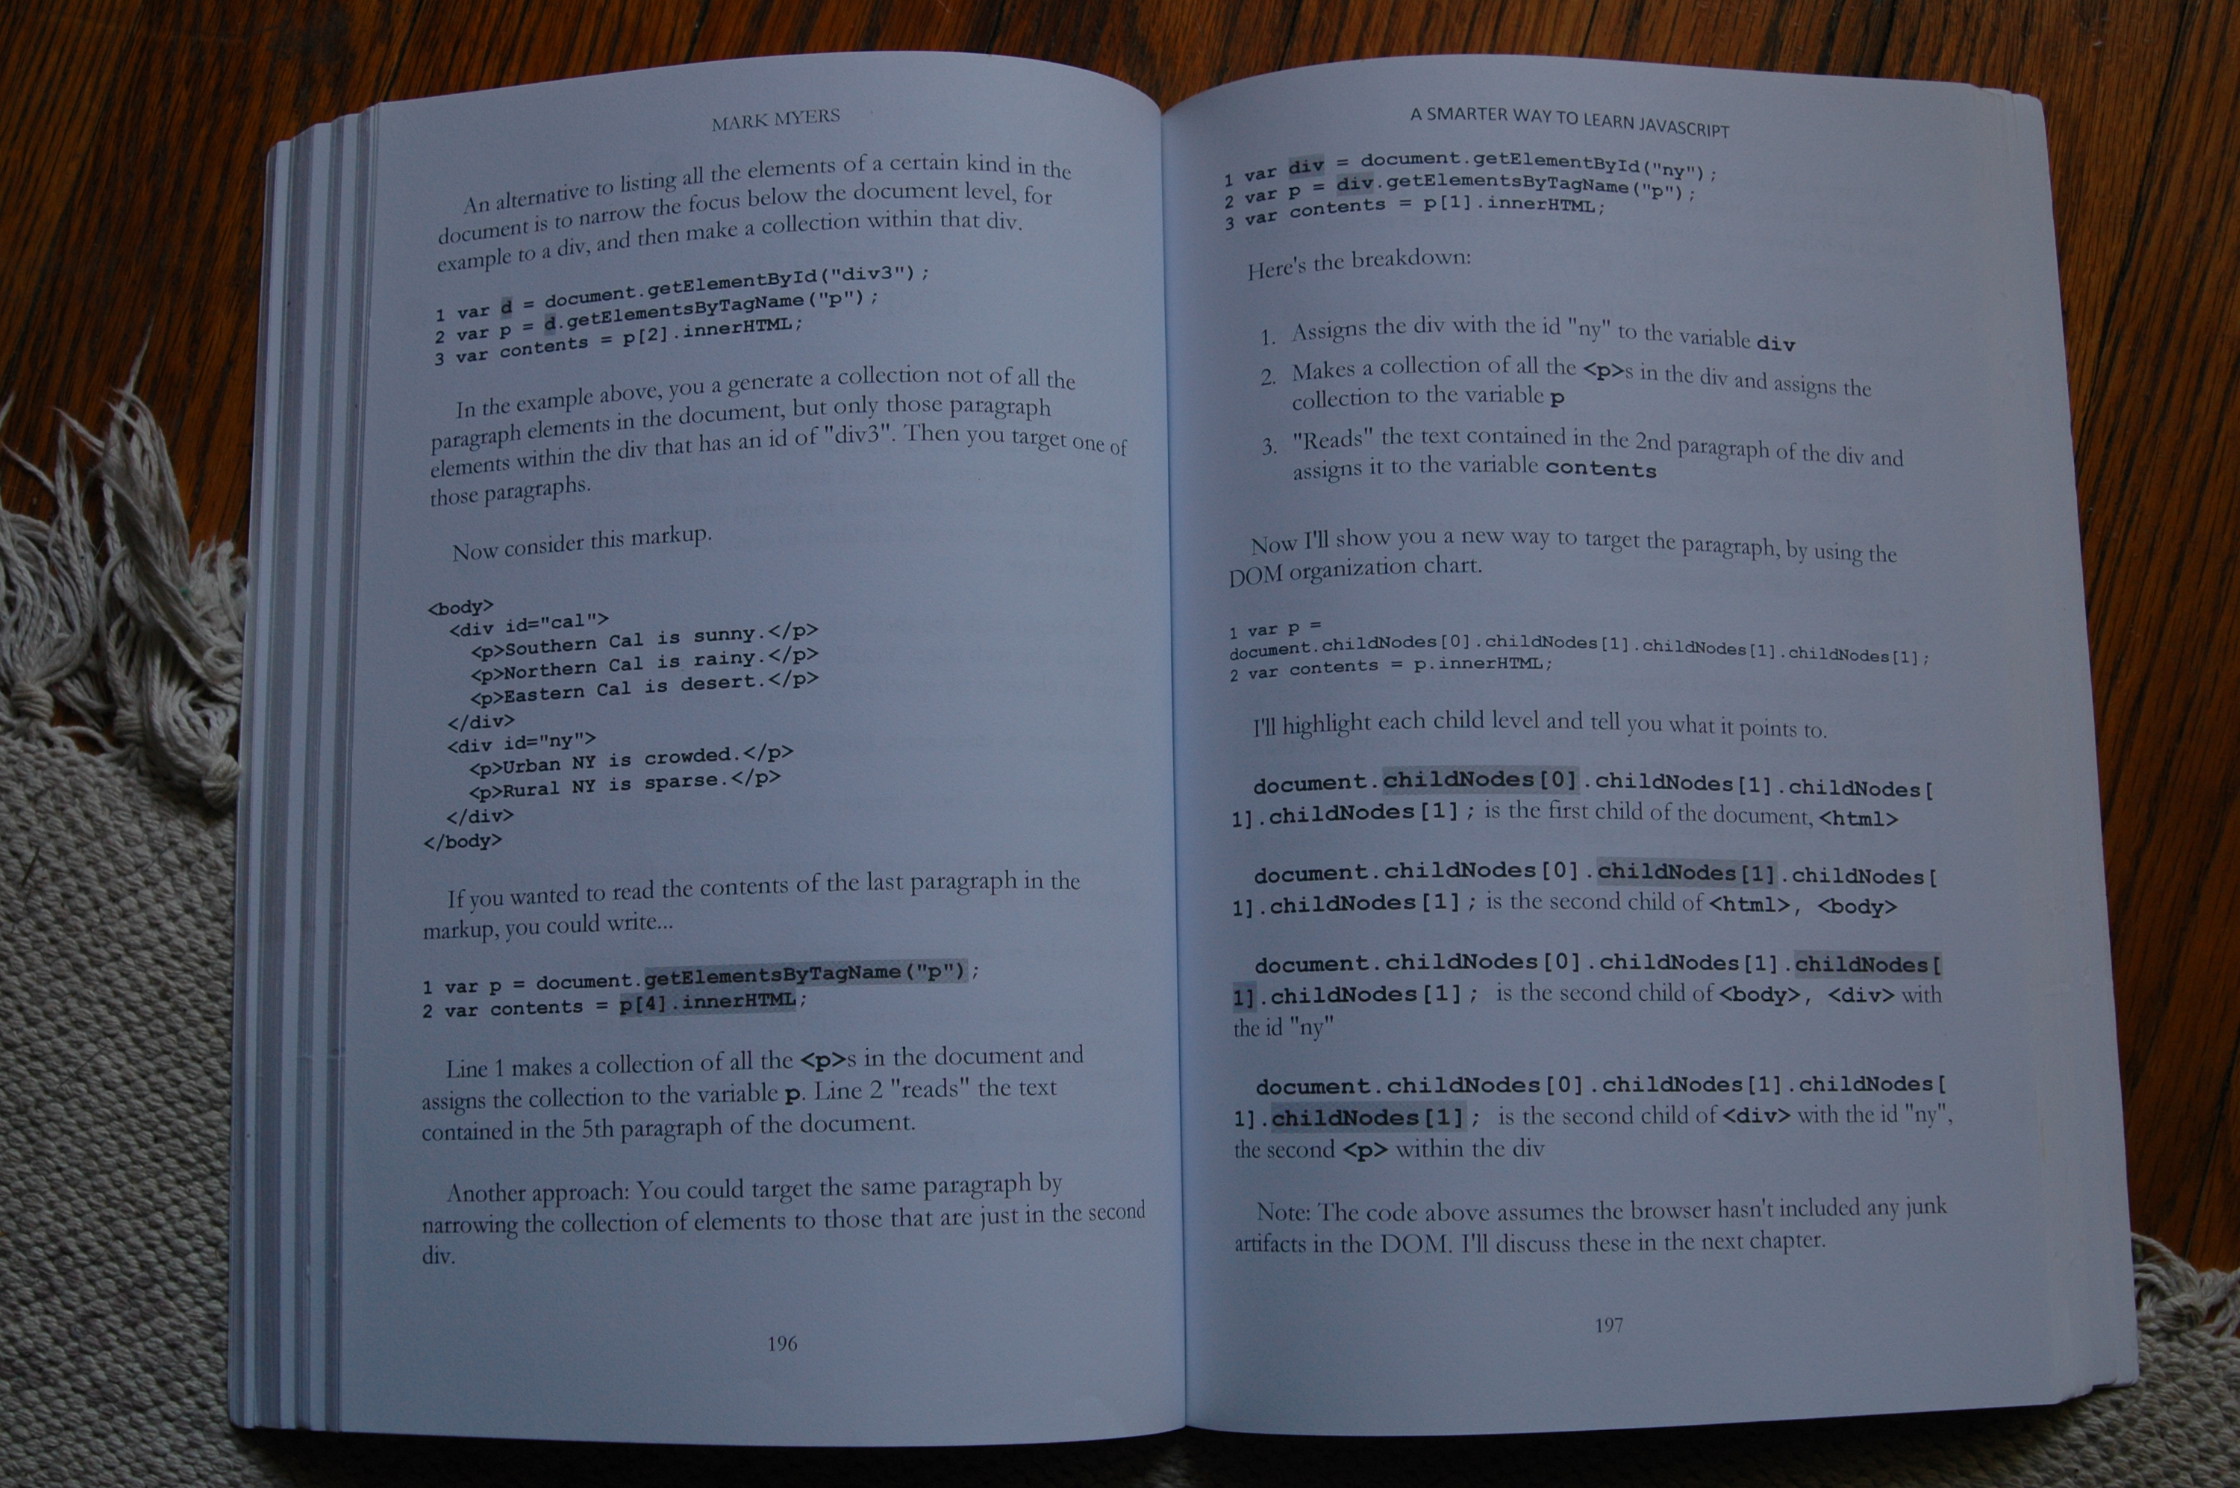 MARK MYERS
An alternative to listing all the elements of a certain kind in the
document is to narrow the focus below the document level, for
example to a div, and then make a collection within that div.
1 var d = document.getElementById("div3");
2 var p = d.getElementsByTagName("p");
3 var contents = p[2].innerHTML;
In the example above, you a generate a collection not of all the
paragraph elements in the document, but only those paragraph
elements within the div that has an id of "div3". Then you target one of
those paragraphs.
Now consider this markup.
<body>
<div id="cal">
<p>Southern Cal is sunny.</p>
<p>Northern Cal is rainy.</p>
<p>Eastern Cal is desert.</p>
</div>
<div id="ny">
<p>Urban NY is crowded.</p>
<p>Rural NY is sparse.</p>
</div>
</body>
If you wanted to read the contents of the last paragraph in the
markup, you could write...
1 var p = document.getElementsByTagName("p");
2 var contents = p[4].innerHTML;
Line 1 makes a collection of all the <p>s in the document and
assigns the collection to the variable p. Line 2 "reads" the text
contained in the 5th paragraph of the document.
Another approach: You could target the same paragraph by
narrowing the collection of elements to those that are just in the second
div.
196
A SMARTER WAY TO LEARN JAVASCRIPT
1 var div = document.getElementById("ny");
2 var p = div.getElementsByTagName("p");
3 var contents = p[1].innerHTML;
Here's the breakdown:
1. Assigns the div with the id "ny" to the variable div
2. Makes a collection of all the <p>s in the div and assigns the
collection to the variable p
3. "Reads" the text contained in the 2nd paragraph of the div and
assigns it to the variable contents
Now I'll show you a new way to target the paragraph, by using the
DOM organization chart.
1 var p =
document.childNodes[0].childNodes[1].childNodes[1].childNodes[1];
2 var contents = p.innerHTML;
I'll highlight each child level and tell you what it points to.
document.childNodes[0].childNodes[1].childNodes[
1].childNodes[1]; is the first child of the document, <html>
document.childNodes[0].childNodes[1].childNodes[
1].childNodes[1]; is the second child of <html>, <body>
document.childNodes[0].childNodes[1].childNodes[
1].childNodes[1]; is the second child of <body>, <div> with
the id "ny"
document.childNodes[0].childNodes[1].childNodes[
1].childNodes[1]; is the second child of <div> with the id "ny",
the second <p> within the div
Note: The code above assumes the browser hasn't included any junk
artifacts in the DOM. I'll discuss these in the next chapter.
197